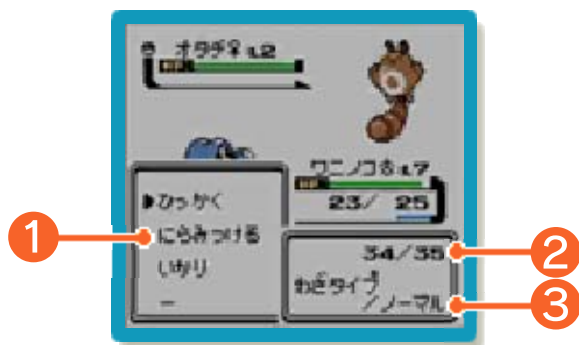 オタチ♀ L2
ワニノコ♂ L7
23/ 25
▶ひっかく
にらみつける
いかり
ー
34/35
わざタイプ
/ノーマル
1
2
3